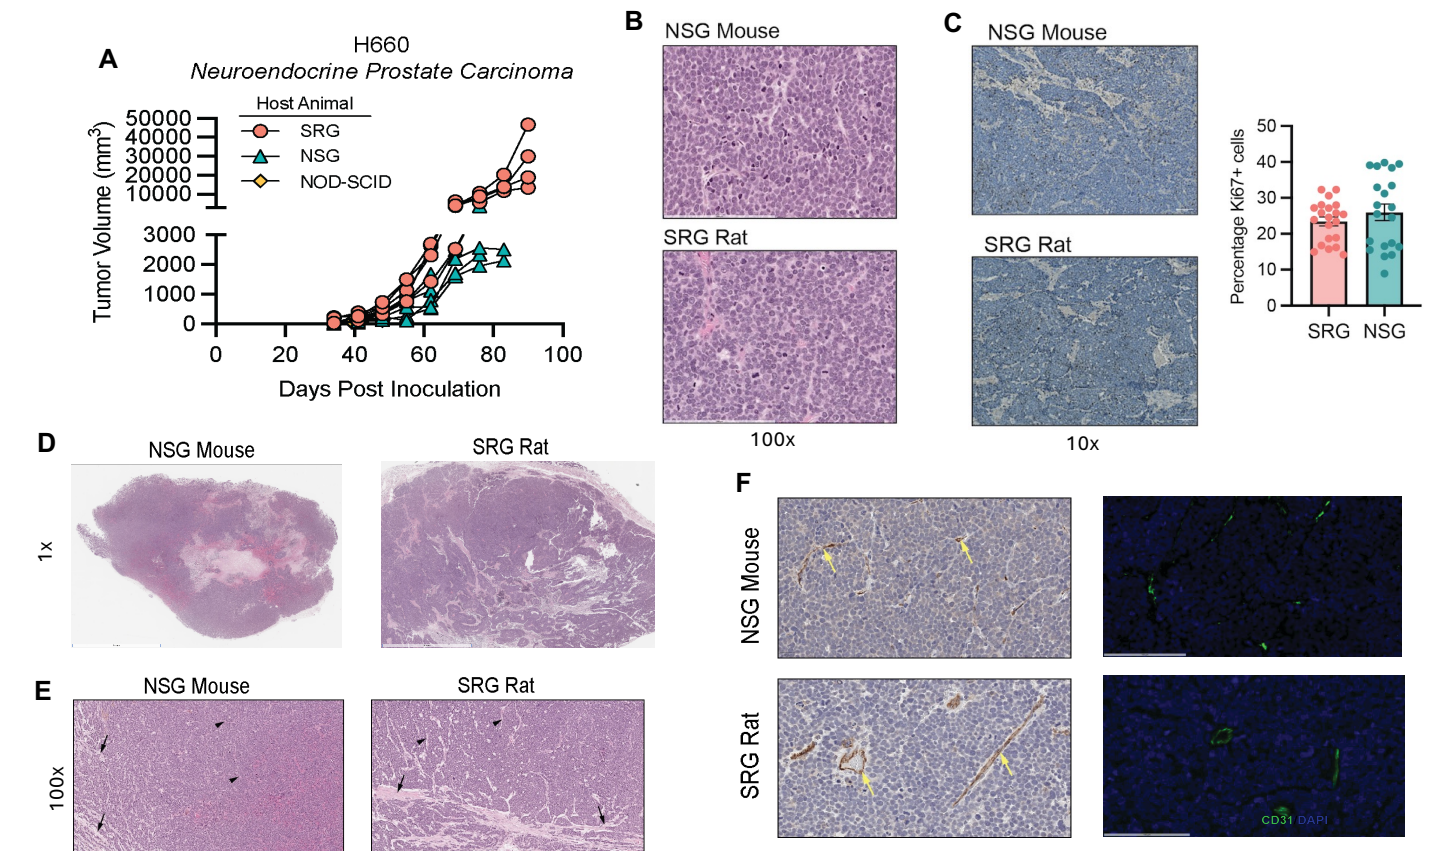 A
H660
Neuroendocrine Prostate Carcinoma
Host Animal
SRG
NSG
NOD-SCID
Tumor Volume (mm³)
50000
40000
30000
20000
10000
3000
2000
1000
0
0 20 40 60 80 100
Days Post Inoculation
B
NSG Mouse
SRG Rat
100x
C
NSG Mouse
SRG Rat
10x
Percentage Ki67+ cells
50
40
30
20
10
0
SRG NSG
D
NSG Mouse
SRG Rat
1x
E
NSG Mouse
SRG Rat
100x
F
NSG Mouse
SRG Rat
CD31 DAPI